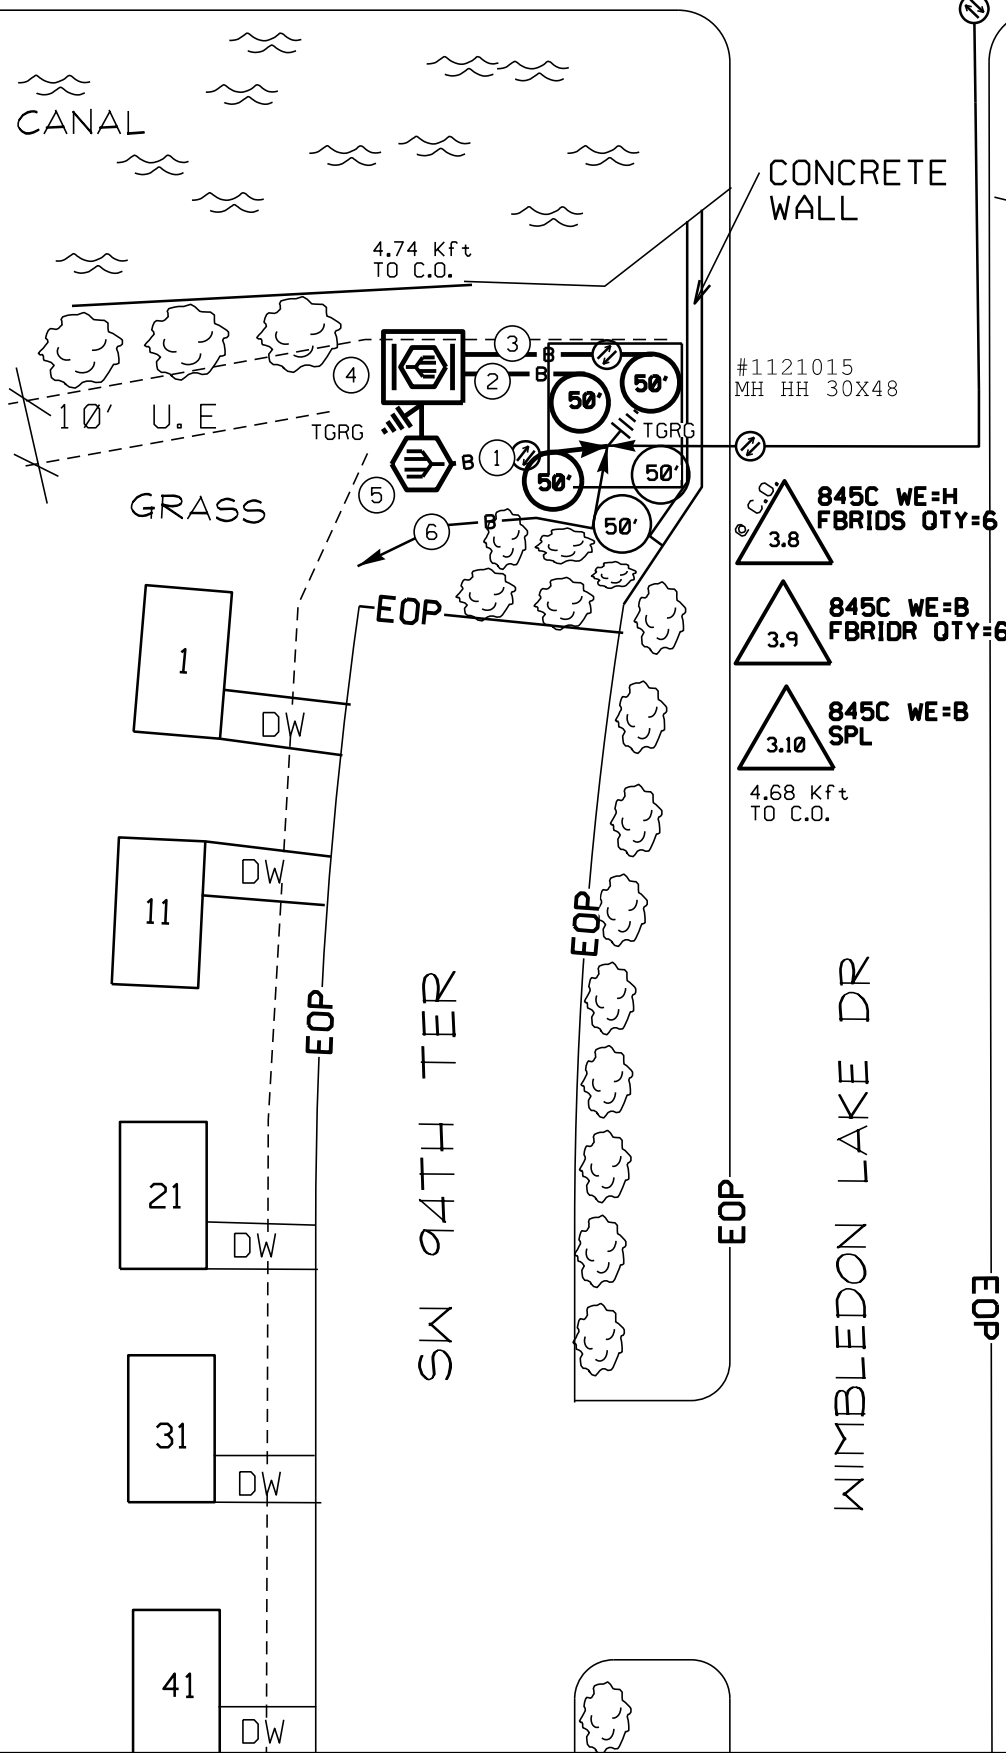 CANAL
CONCRETE
WALL
4.74 Kft
TO C.O.
3
B
4
2
B
50'
50'
#1121015
MH HH 30X48
10' U.E
TGRG
TGRG
B
1
5
50'
50'
GRASS
6
B
50'
@ C.O.
3.8
845C WE=H
FBRIDS QTY=6
EOP
3.9
845C WE=B
FBRIDR QTY=6
1
DW
3.10
845C WE=B
SPL
4.68 Kft
TO C.O.
11
DW
EOP
EOP
SW 94TH TER
WIMBLEDON LAKE DR
21
DW
EOP
EOP
31
DW
41
DW